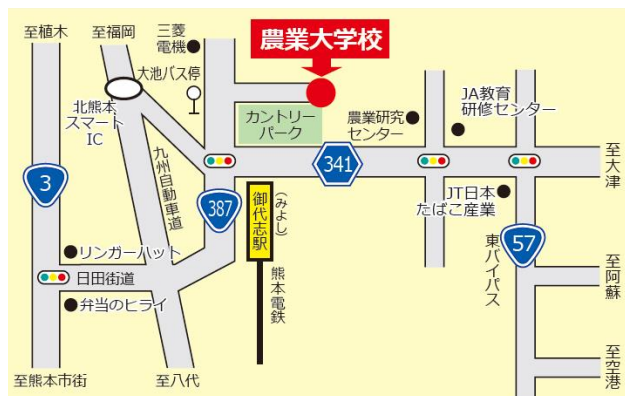 至植木
至福岡
三菱
電機
農業大学校
大池バス停
北熊本
スマート
IC
カントリー
パーク
農業研究
センター
JA教育
研修センター
341
至大津
3
九州自動車道
387
御代志駅
(みよし)
JT日本
たばこ産業
リンガーハット
日田街道
弁当のヒライ
熊本電鉄
東バイパス
57
至阿蘇
至空港
至熊本市街
至八代